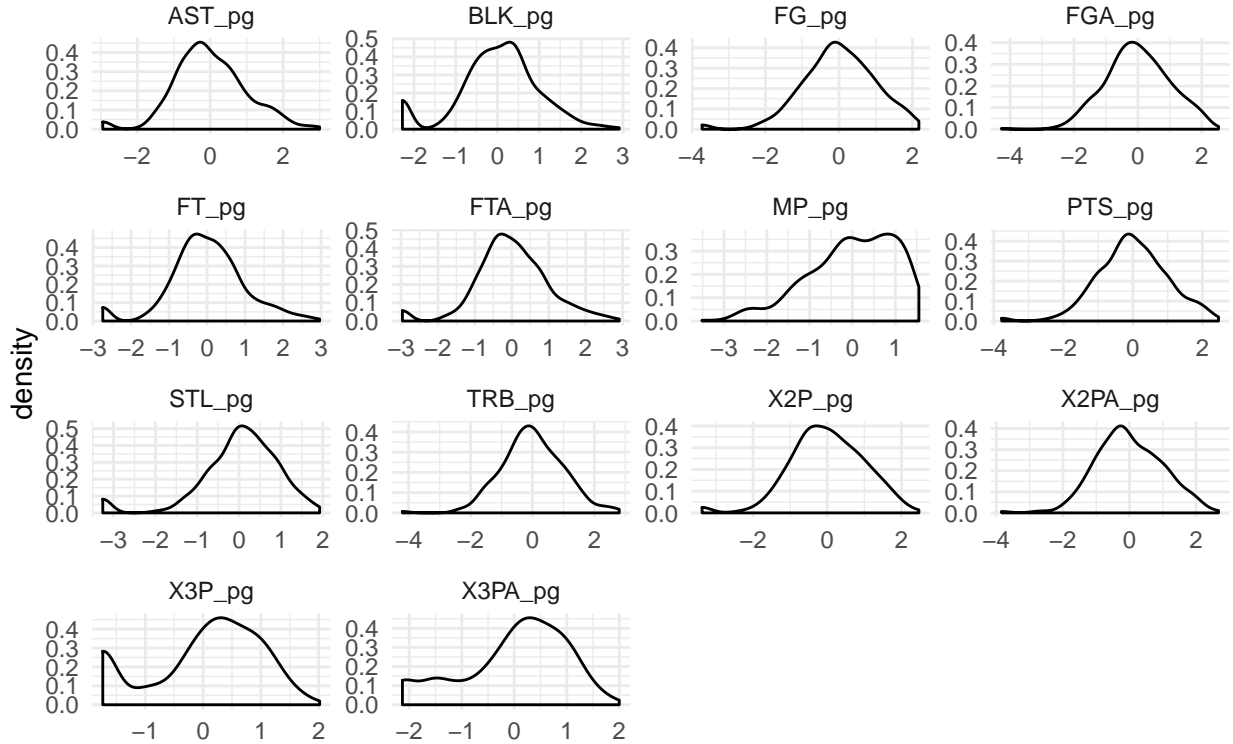 AST_pg BLK_pg FG_pg FGA_pg
0.4 0.3 0.2 0.1 0.0
0.5 0.4 0.3 0.2 0.1 0.0
0.4 0.3 0.2 0.1 0.0
0.4 0.3 0.2 0.1 0.0
−2 0 2
−2 −1 0 1 2 3
−4 −2 0 2
−4 −2 0 2
FT_pg FTA_pg MP_pg PTS_pg
0.4 0.3 0.2 0.1 0.0
0.5 0.4 0.3 0.2 0.1 0.0
0.3 0.2 0.1 0.0
0.4 0.3 0.2 0.1 0.0
−3 −2 −1 0 1 2 3
−3 −2 −1 0 1 2 3
−3 −2 −1 0 1
−4 −2 0 2
density
STL_pg TRB_pg X2P_pg X2PA_pg
0.5 0.4 0.3 0.2 0.1 0.0
0.4 0.3 0.2 0.1 0.0
0.4 0.3 0.2 0.1 0.0
0.4 0.3 0.2 0.1 0.0
−3 −2 −1 0 1 2
−4 −2 0 2
−2 0 2
−4 −2 0 2
X3P_pg X3PA_pg
0.4 0.3 0.2 0.1 0.0
0.4 0.3 0.2 0.1 0.0
−1 0 1 2
−2 −1 0 1 2